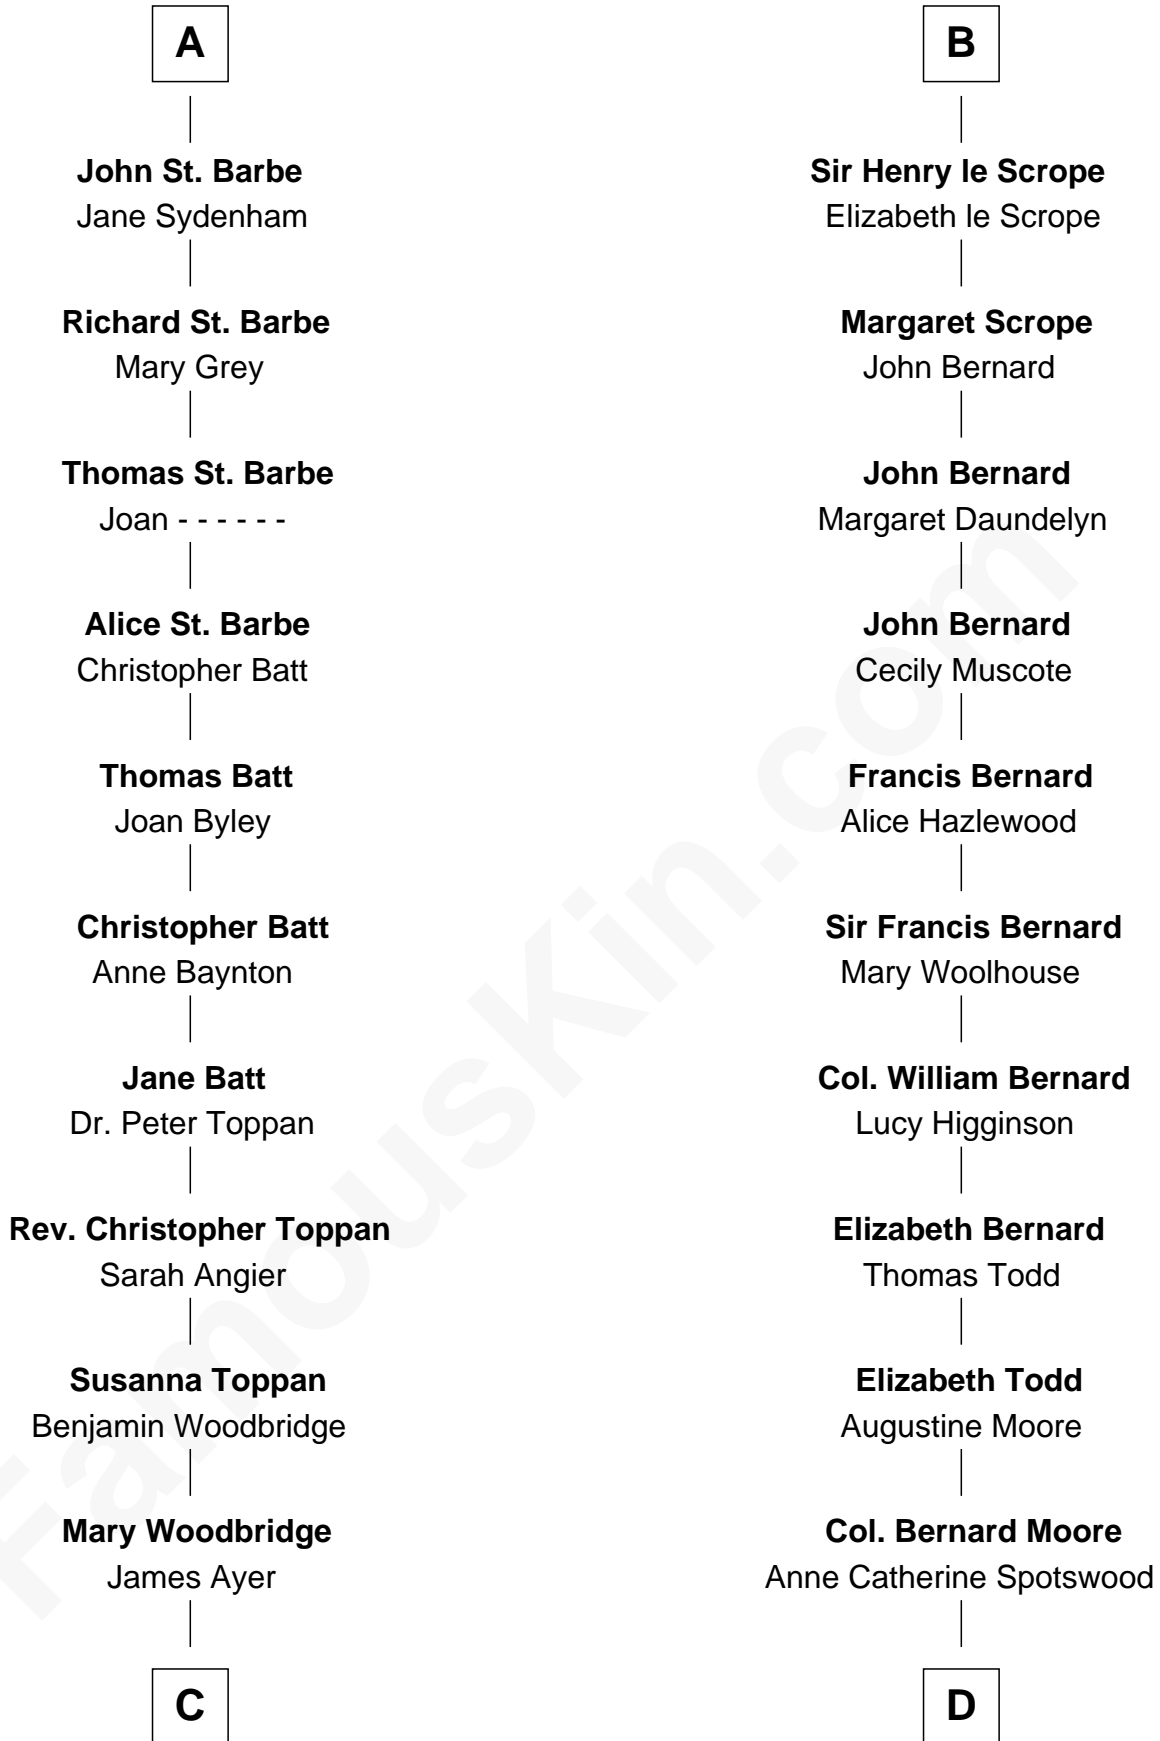 A
John St. Barbe
Jane Sydenham
Richard St. Barbe
Mary Grey
Thomas St. Barbe
Joan - - - - - -
Alice St. Barbe
Christopher Batt
Thomas Batt
Joan Byley
Christopher Batt
Anne Baynton
Jane Batt
Dr. Peter Toppan
Rev. Christopher Toppan
Sarah Angier
Susanna Toppan
Benjamin Woodbridge
Mary Woodbridge
James Ayer
C
B
Sir Henry le Scrope
Elizabeth le Scrope
Margaret Scrope
John Bernard
John Bernard
Margaret Daundelyn
John Bernard
Cecily Muscote
Francis Bernard
Alice Hazlewood
Sir Francis Bernard
Mary Woolhouse
Col. William Bernard
Lucy Higginson
Elizabeth Bernard
Thomas Todd
Elizabeth Todd
Augustine Moore
Col. Bernard Moore
Anne Catherine Spotswood
D
FamousKin.com